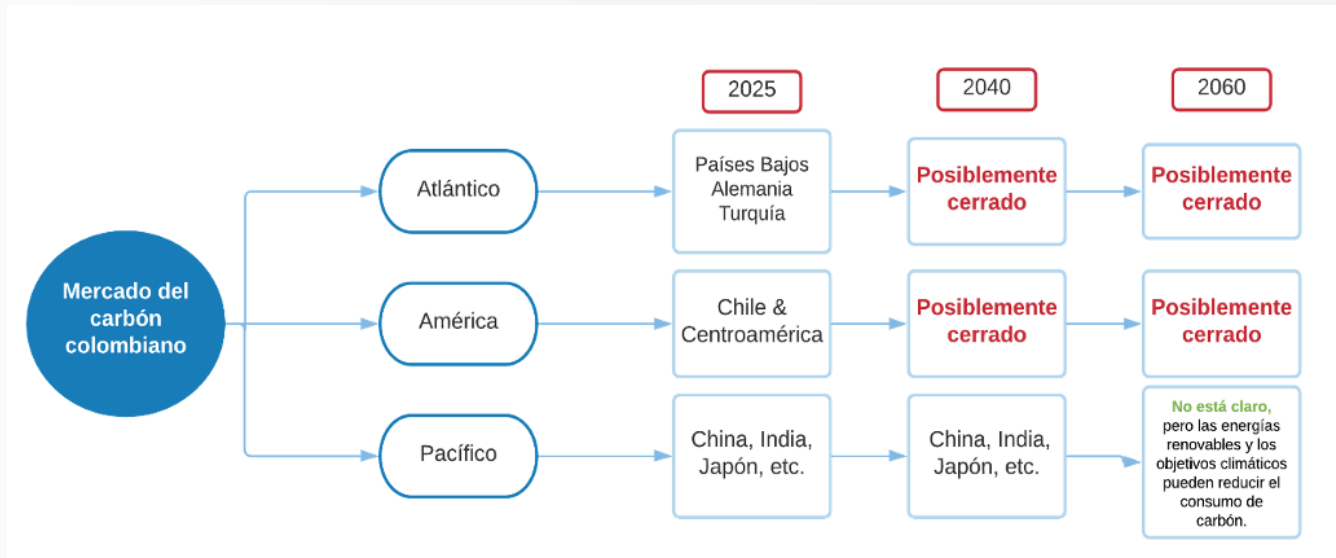 2025
2040
2060
Mercado del
carbón
colombiano
Atlántico
Países Bajos
Alemania
Turquía
Posiblemente
cerrado
Posiblemente
cerrado
América
Chile &
Centroamérica
Posiblemente
cerrado
Posiblemente
cerrado
Pacífico
China, India,
Japón, etc.
China, India,
Japón, etc.
No está claro,
pero las energías
renovables y los
objetivos climáticos
pueden reducir el
consumo de
carbón.